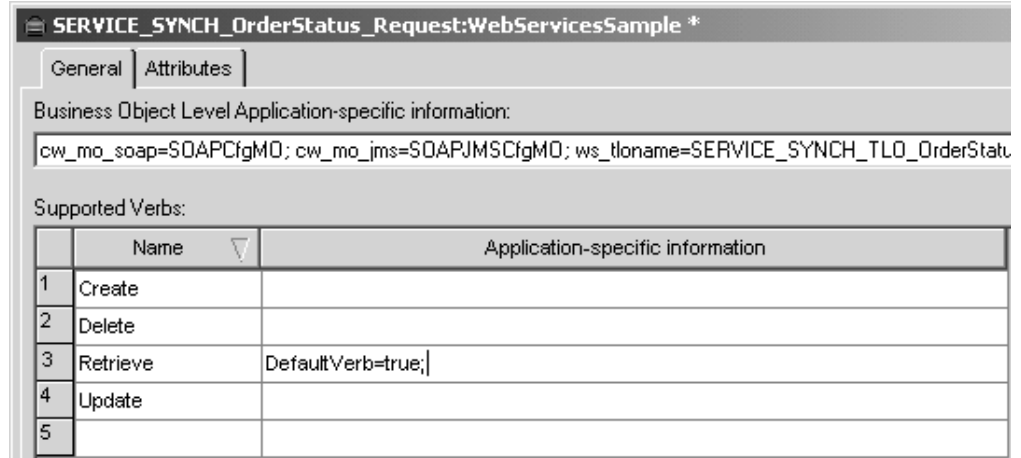 SERVICE_SYNCH_OrderStatus_Request:WebServicesSample *
General Attributes
Business Object Level Application-specific information:
cw_mo_soap=SOAPCfgMO; cw_mo_jms=SOAPJMSCfgMO; ws_tloname=SERVICE_SYNCH_TLO_OrderStatu
Supported Verbs:
Name Application-specific information
1 Create
2 Delete
3 Retrieve DefaultVerb=true;
4 Update
5